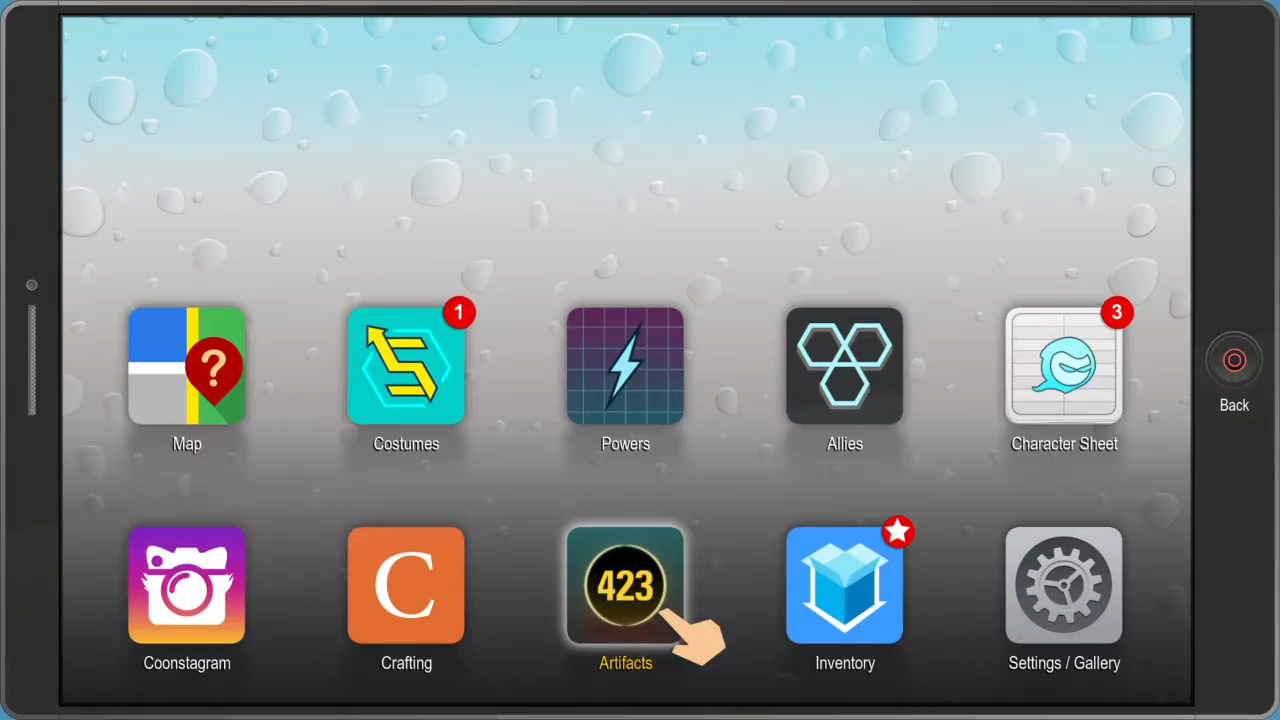 1
3
?
Map
Costumes
Powers
Allies
Character Sheet
Back
C
423
Coonstagram
Crafting
Artifacts
Inventory
Settings / Gallery